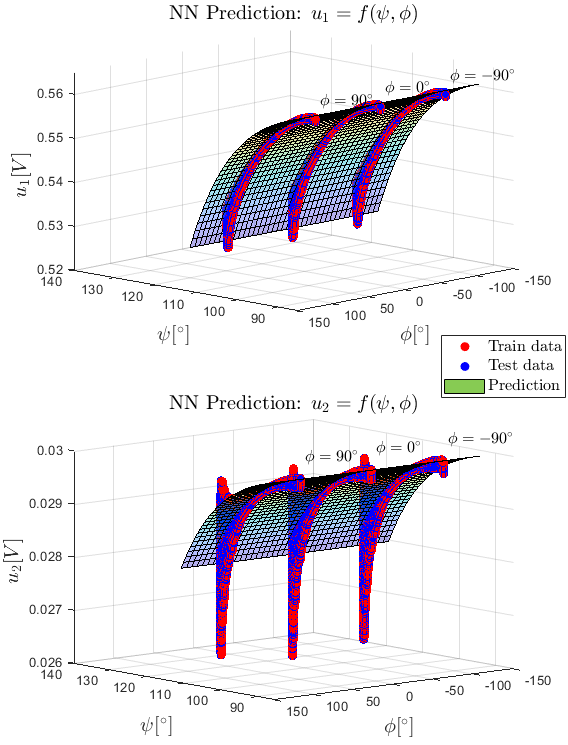 NN Prediction: u₁ = f(ψ, ϕ)
ϕ = −90°
ϕ = 0°
ϕ = 90°
0.56
0.55
0.54
0.53
0.52
u₁[V]
140
130
120
110
100
90
ψ[°]
150
100
50
0
-50
-100
-150
ϕ[°]
Train data
Test data
Prediction
NN Prediction: u₂ = f(ψ, ϕ)
ϕ = −90°
ϕ = 0°
ϕ = 90°
0.03
0.029
0.028
0.027
0.026
u₂[V]
140
130
120
110
100
90
ψ[°]
150
100
50
0
-50
-100
-150
ϕ[°]